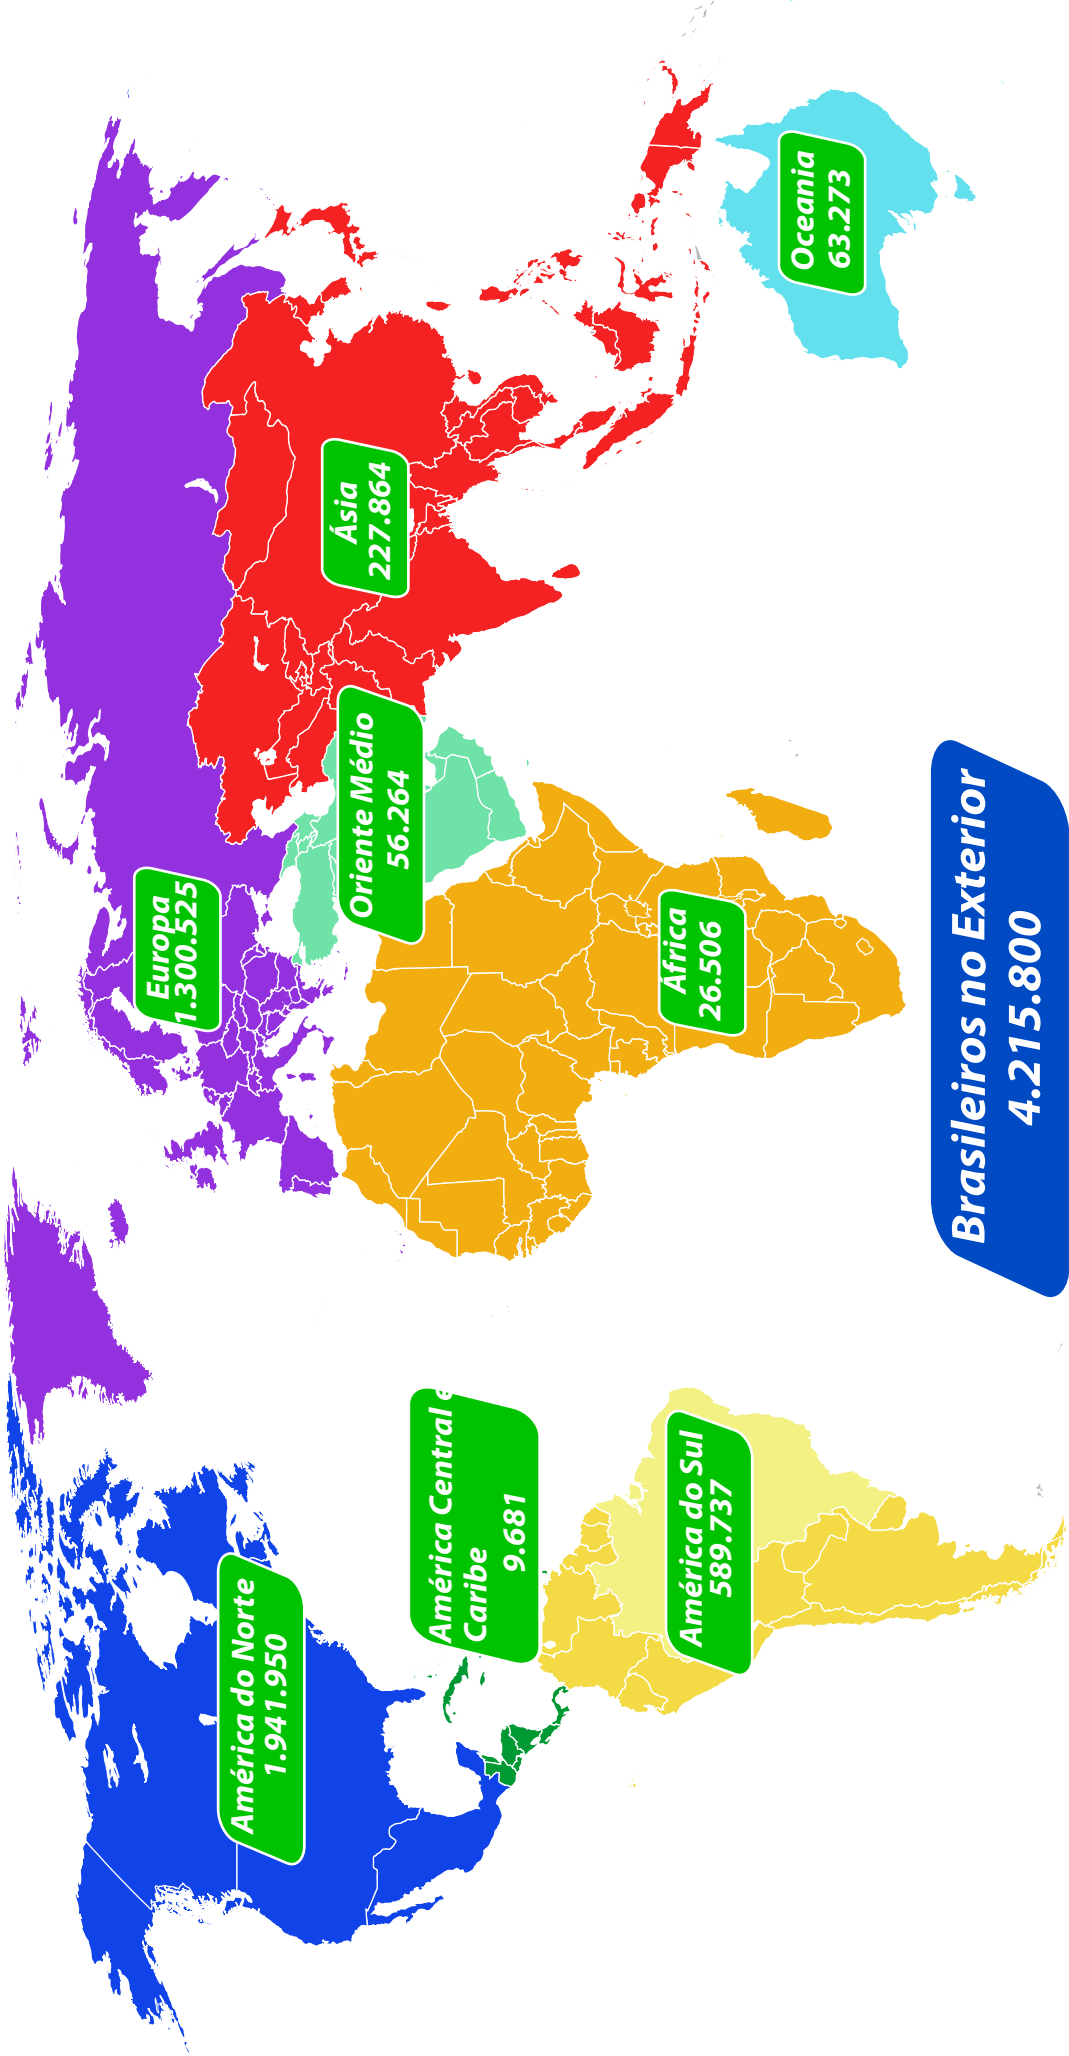 América do Norte
1.941.950
América Central e
Caribe
9.681
América do Sul
589.737
Europa
1.300.525
África
26.506
Oriente Médio
56.264
Ásia
227.864
Oceania
63.273
Brasileiros no Exterior
4.215.800